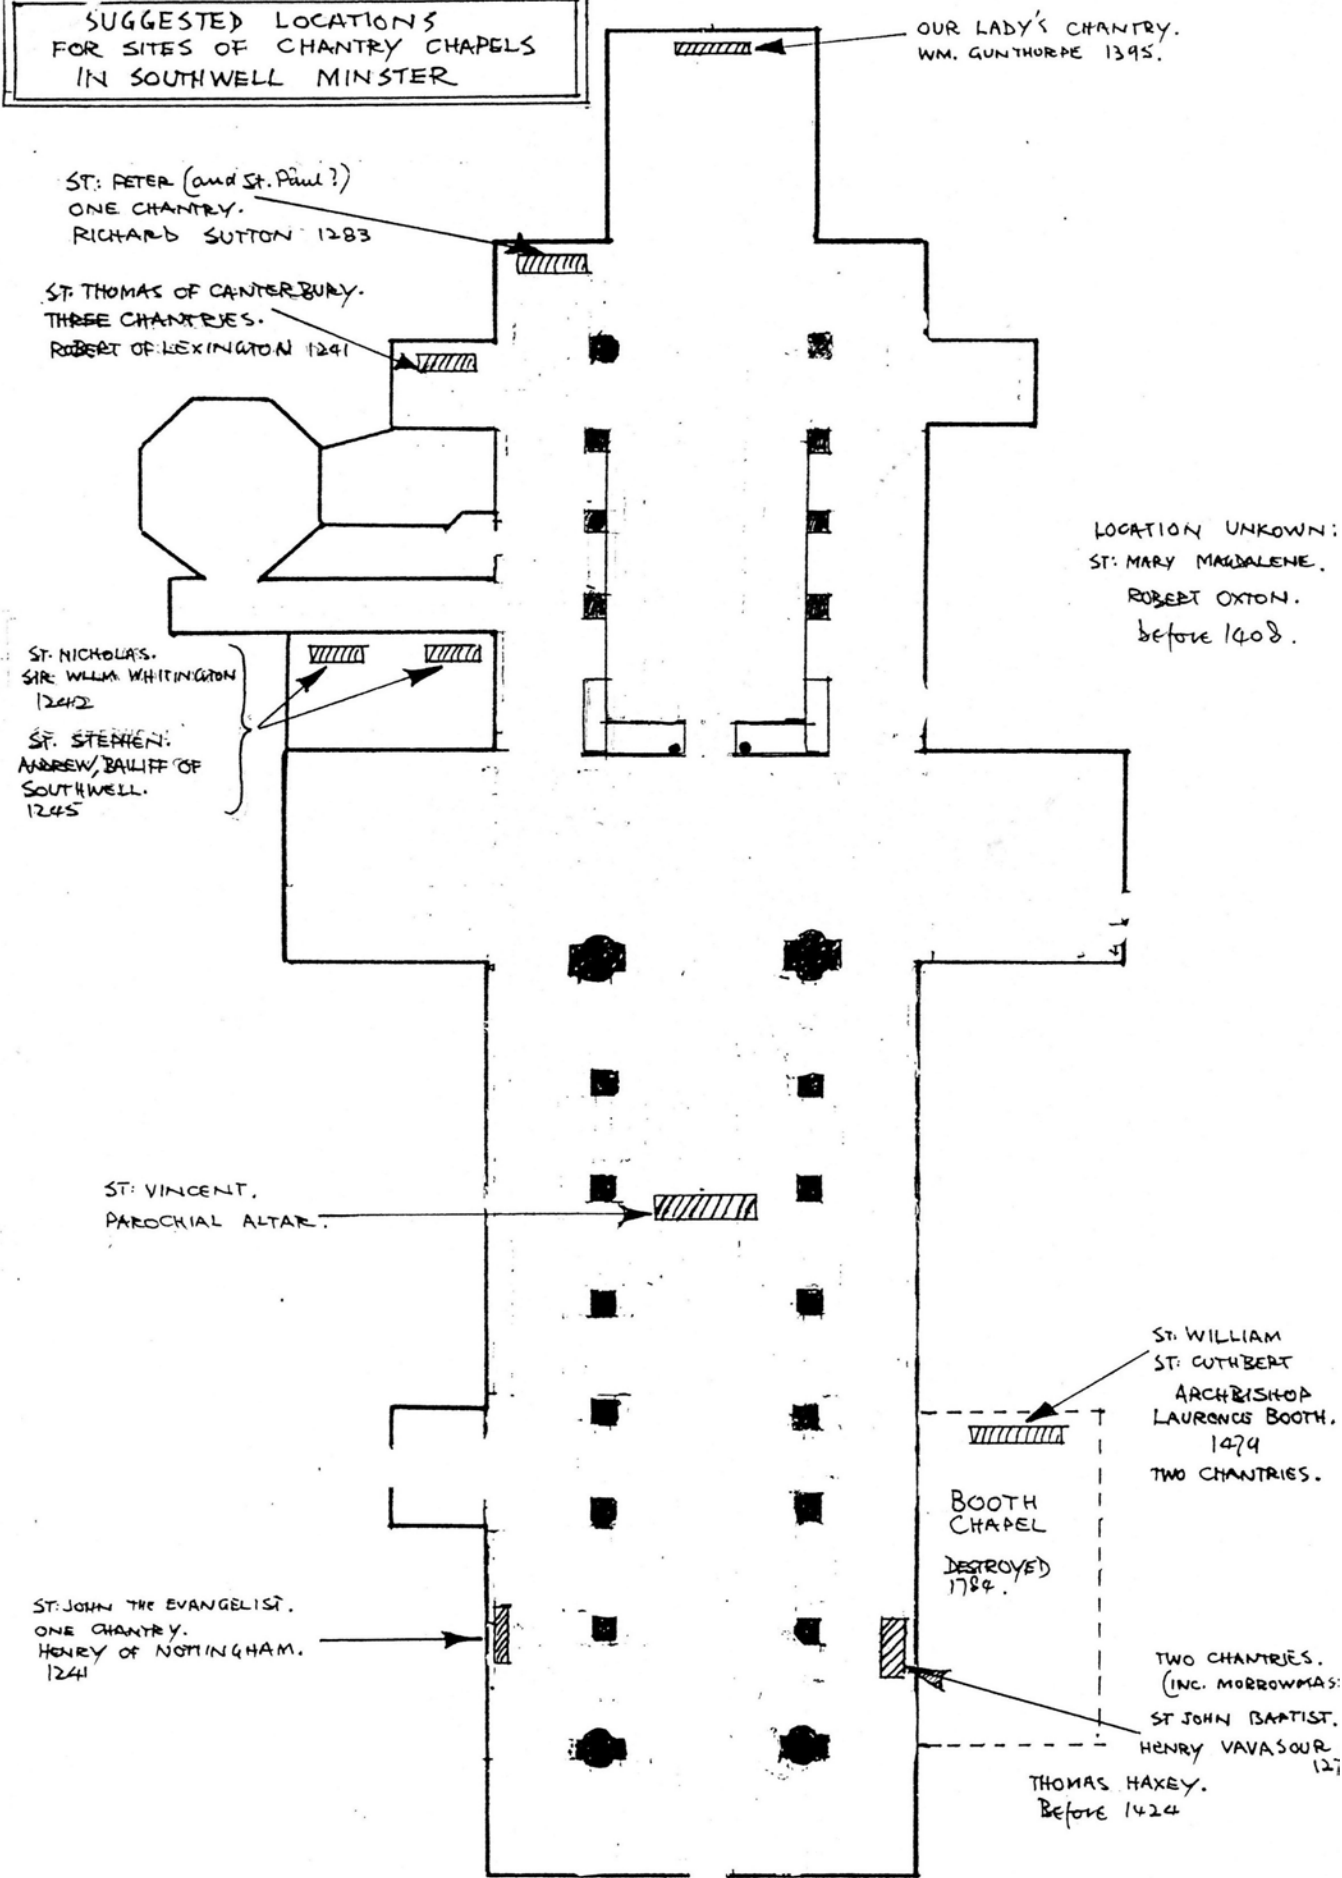 SUGGESTED LOCATIONS
FOR SITES OF CHANTRY CHAPELS
IN SOUTHWELL MINSTER
OUR LADY'S CHANTRY.
WM. GUNTHORPE 1395.
ST: PETER (and St. Paul?)
ONE CHANTRY.
RICHARD SUTTON 1283
ST. THOMAS OF CANTERBURY.
THREE CHANTRIES.
ROBERT OF LEXINGTON 1241
LOCATION UNKOWN:
ST: MARY MAGDALENE.
ROBERT OXTON.
before 1408.
ST. NICHOLAS.
SIR WLLM WHITINGTON
1242
ST. STEPHEN.
ANDREW, BAILIFF OF
SOUTHWELL.
1245
ST: VINCENT.
PAROCHIAL ALTAR.
ST: WILLIAM
ST: CUTHBERT
ARCHBISHOP
LAURENCE BOOTH.
1479
TWO CHANTRIES.
BOOTH
CHAPEL
DESTROYED
1784.
ST: JOHN THE EVANGELIST.
ONE CHANTRY.
HENRY OF NOTTINGHAM.
1241
TWO CHANTRIES.
(INC. MORROWMAS
ST JOHN BAPTIST.
HENRY VAVASOUR
THOMAS HAXEY.
Before 1424